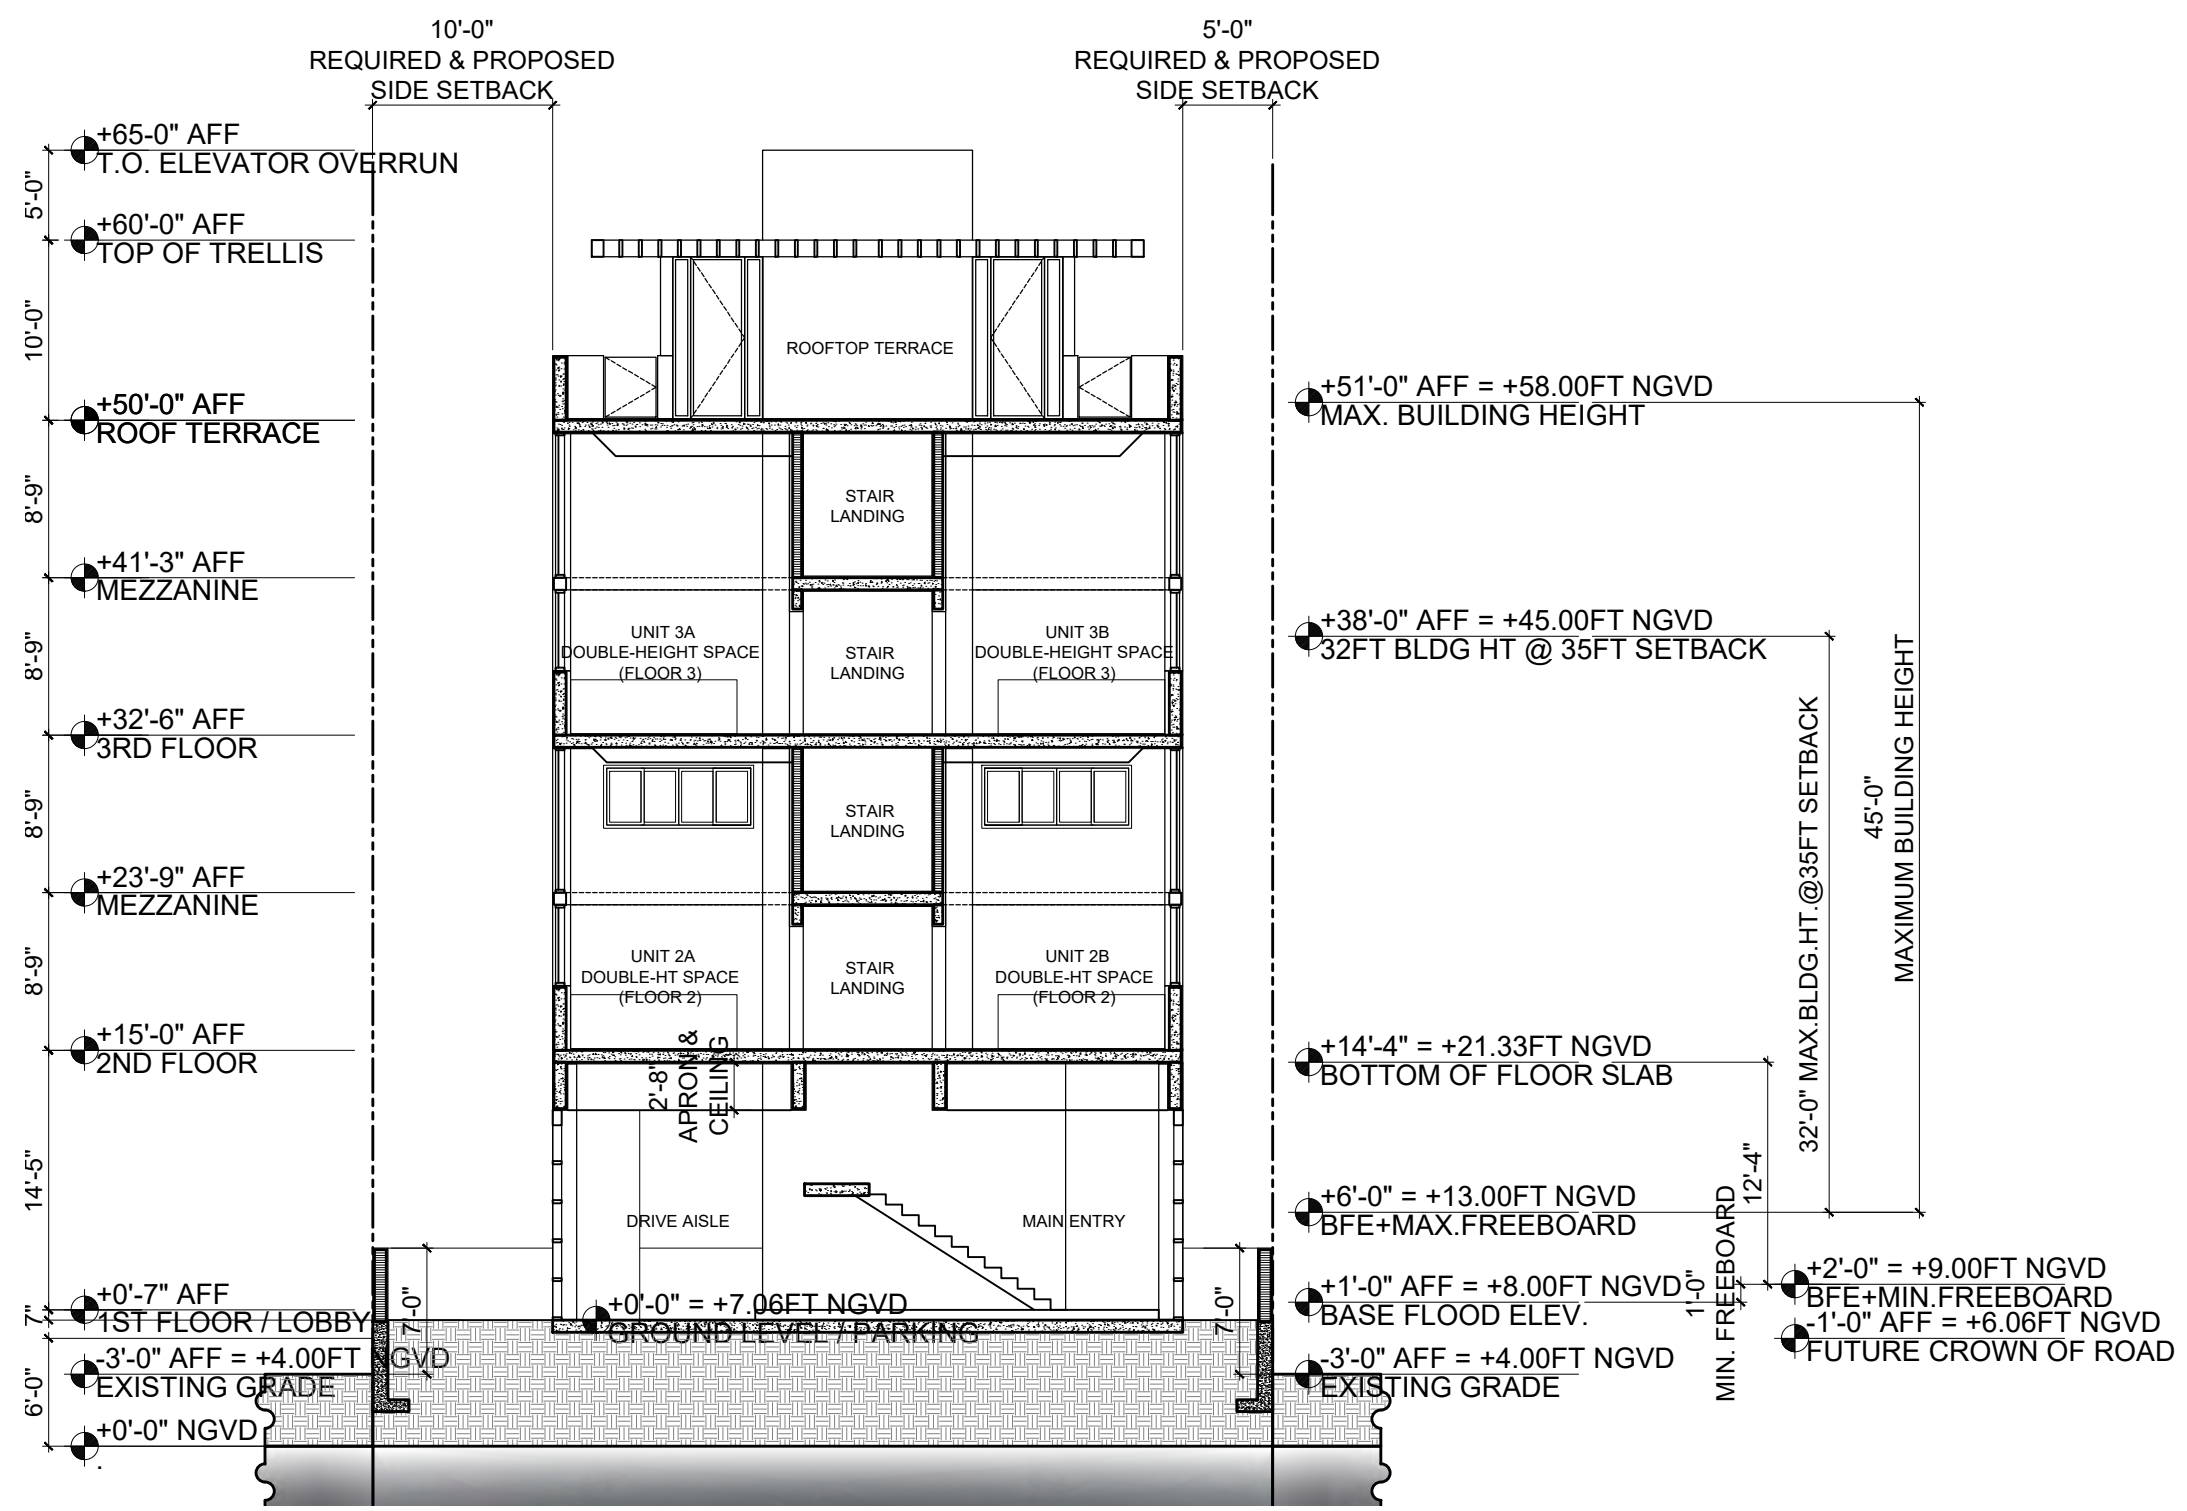 10'-0"
REQUIRED & PROPOSED
SIDE SETBACK
5'-0"
REQUIRED & PROPOSED
SIDE SETBACK
+65-0" AFF
T.O. ELEVATOR OVERRUN
5'-0"
+60'-0" AFF
TOP OF TRELLIS
10'-0"
+50'-0" AFF
ROOF TERRACE
8'-9"
+41'-3" AFF
MEZZANINE
8'-9"
+32'-6" AFF
3RD FLOOR
8'-9"
+23'-9" AFF
MEZZANINE
8'-9"
+15'-0" AFF
2ND FLOOR
14'-5"
+0'-7" AFF
1ST FLOOR / LOBBY
7"
-3'-0" AFF = +4.00FT NGVD
EXISTING GRADE
6'-0"
+0'-0" NGVD
.
ROOFTOP TERRACE
STAIR
LANDING
UNIT 3A
DOUBLE-HEIGHT SPACE
(FLOOR 3)
STAIR
LANDING
UNIT 3B
DOUBLE-HEIGHT SPACE
(FLOOR 3)
STAIR
LANDING
UNIT 2A
DOUBLE-HT SPACE
(FLOOR 2)
STAIR
LANDING
UNIT 2B
DOUBLE-HT SPACE
(FLOOR 2)
2'-8"
APRON &
CEILING
DRIVE AISLE
MAIN ENTRY
7'-0"
+0'-0" = +7.06FT NGVD
GROUND LEVEL / PARKING
7'-0"
+51'-0" AFF = +58.00FT NGVD
MAX. BUILDING HEIGHT
+38'-0" AFF = +45.00FT NGVD
32FT BLDG HT @ 35FT SETBACK
32'-0" MAX.BLDG.HT.@35FT SETBACK
45'-0"
MAXIMUM BUILDING HEIGHT
+14'-4" = +21.33FT NGVD
BOTTOM OF FLOOR SLAB
12'-4"
+6'-0" = +13.00FT NGVD
BFE+MAX.FREEBOARD
+1'-0" AFF = +8.00FT NGVD
BASE FLOOD ELEV.
1'-0"
MIN. FREEBOARD
+2'-0" = +9.00FT NGVD
BFE+MIN.FREEBOARD
-1'-0" AFF = +6.06FT NGVD
FUTURE CROWN OF ROAD
-3'-0" AFF = +4.00FT NGVD
EXISTING GRADE